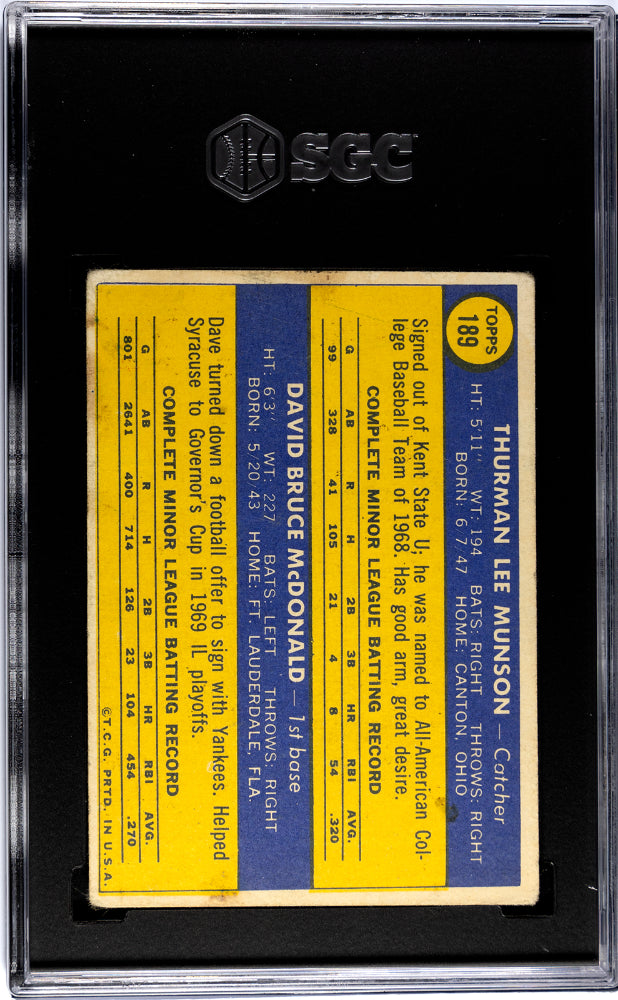 SGC
TOPPS
189
THURMAN LEE MUNSON — Catcher
HT: 5'11" WT: 194 BATS: RIGHT THROWS: RIGHT
BORN: 6 7/47 HOME: CANTON, OHIO
Signed out of Kent State U, he was named to All-American Col-
lege Baseball Team of 1968. Has good arm, great desire.
COMPLETE MINOR LEAGUE BATTING RECORD
G AB R H 2B 3B HR RBI AVG.
99 328 41 105 21 4 8 54 .320
DAVID BRUCE McDONALD — 1st base
HT: 6'3" WT: 227 BATS: LEFT THROWS: RIGHT
BORN: 5/20/43 HOME: FT. LAUDERDALE, FLA.
Dave turned down a football offer to sign with Yankees. Helped
Syracuse to Governor's Cup in 1969 IL playoffs.
COMPLETE MINOR LEAGUE BATTING RECORD
G AB R H 2B 3B HR RBI AVG.
801 2641 400 714 126 23 104 454 .270
©T.C.G. PRTD. IN U.S.A.